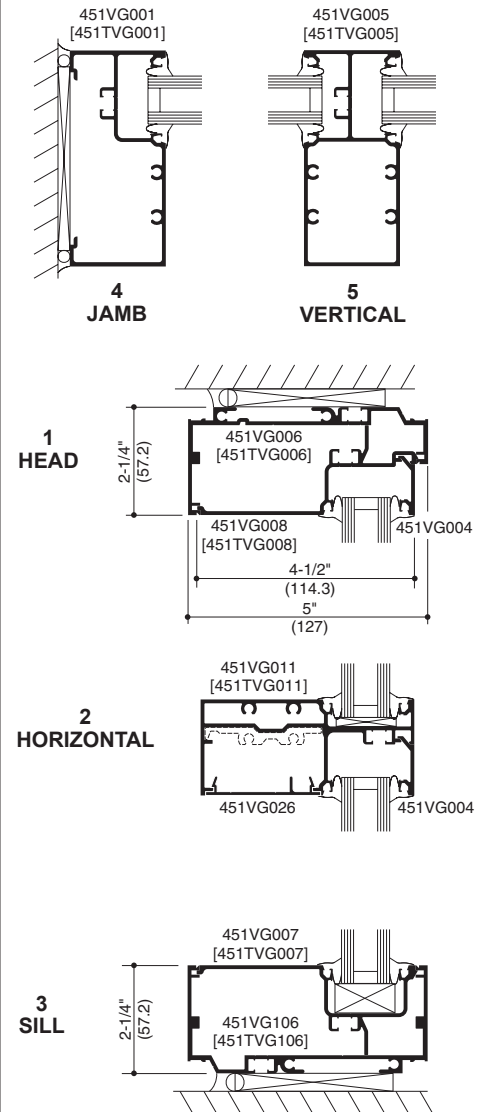 451VG001
[451TVG001]
451VG005
[451TVG005]
4
JAMB
5
VERTICAL
1
HEAD
2-1/4"
(57.2)
451VG006
[451TVG006]
451VG008
[451TVG008]
451VG004
4-1/2"
(114.3)
5"
(127)
451VG011
[451TVG011]
2
HORIZONTAL
451VG026
451VG004
451VG007
[451TVG007]
3
SILL
2-1/4"
(57.2)
451VG106
[451TVG106]